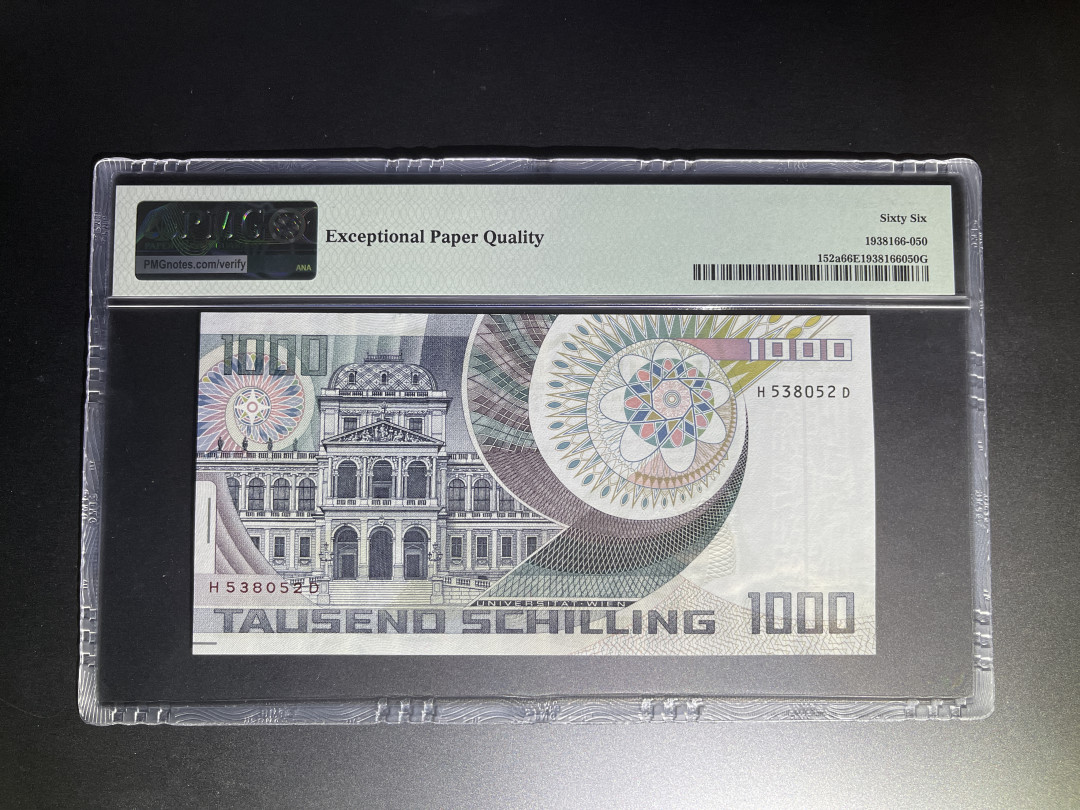 PMG
PMGnotes.com/verify
ANA
Exceptional Paper Quality
Sixty Six
1938166-050
152a66E1938166050G
1000
1000
H 538052 D
H 538052 D
UNIVERSITÄT-WIEN
TAUSEND SCHILLING 1000